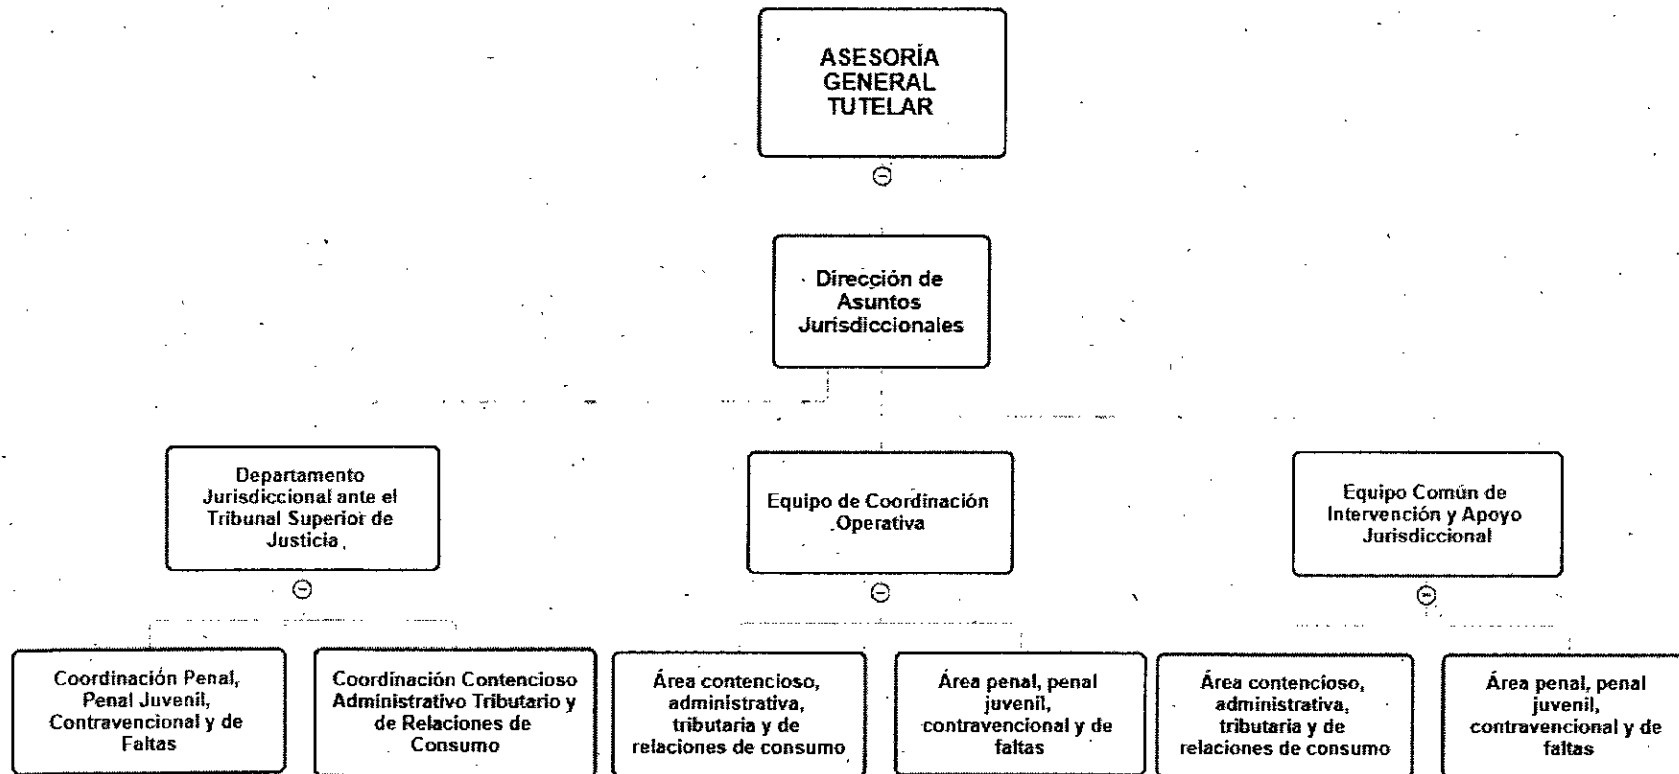 ASESORÍA
GENERAL
TUTELAR
Dirección de
Asuntos
Jurisdiccionales
Departamento
Jurisdiccional ante el
Tribunal Superior de
Justicia
Equipo de Coordinación
Operativa
Equipo Común de
Intervención y Apoyo
Jurisdiccional
Coordinación Penal,
Penal Juvenil,
Contravencional y de
Faltas
Coordinación Contencioso
Administrativo Tributario y
de Relaciones de
Consumo
Área contencioso,
administrativa,
tributaria y de
relaciones de consumo
Área penal, penal
juvenil,
contravencional y de
faltas
Área contencioso,
administrativa,
tributaria y de
relaciones de consumo
Área penal, penal
juvenil,
contravencional y de
faltas